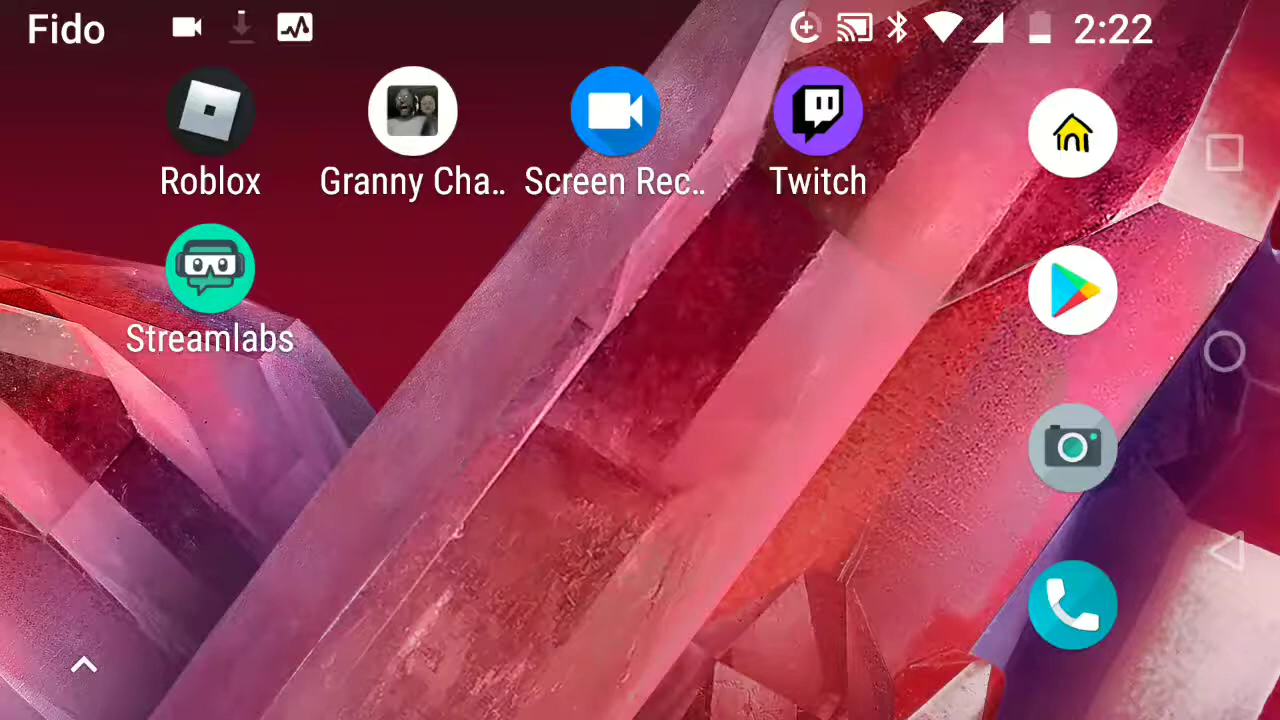 Fido
2:22
Roblox
Granny Cha..
Screen Rec..
Twitch
Streamlabs